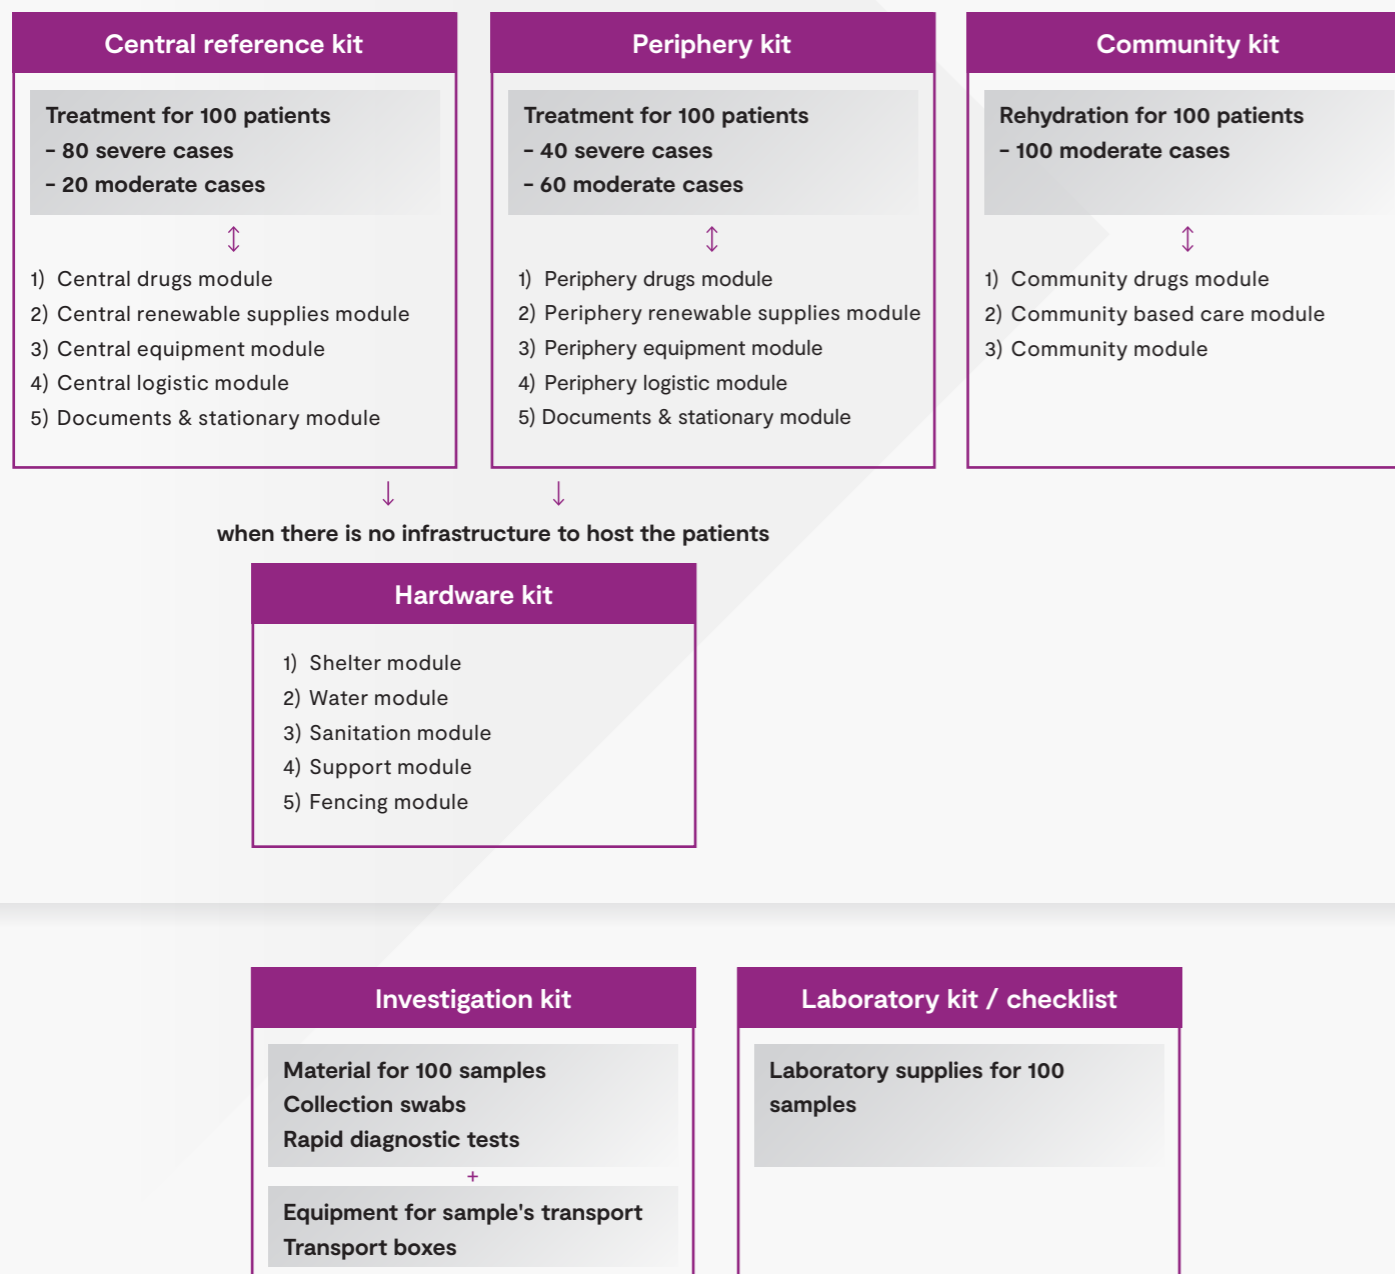 Central reference kit
Treatment for 100 patients
- 80 severe cases
- 20 moderate cases
1) Central drugs module
2) Central renewable supplies module
3) Central equipment module
4) Central logistic module
5) Documents & stationary module
Periphery kit
Treatment for 100 patients
- 40 severe cases
- 60 moderate cases
1) Periphery drugs module
2) Periphery renewable supplies module
3) Periphery equipment module
4) Periphery logistic module
5) Documents & stationary module
Community kit
Rehydration for 100 patients
- 100 moderate cases
1) Community drugs module
2) Community based care module
3) Community module
when there is no infrastructure to host the patients
Hardware kit
1) Shelter module
2) Water module
3) Sanitation module
4) Support module
5) Fencing module
Investigation kit
Material for 100 samples
Collection swabs
Rapid diagnostic tests
+
Equipment for sample's transport
Transport boxes
Laboratory kit / checklist
Laboratory supplies for 100
samples